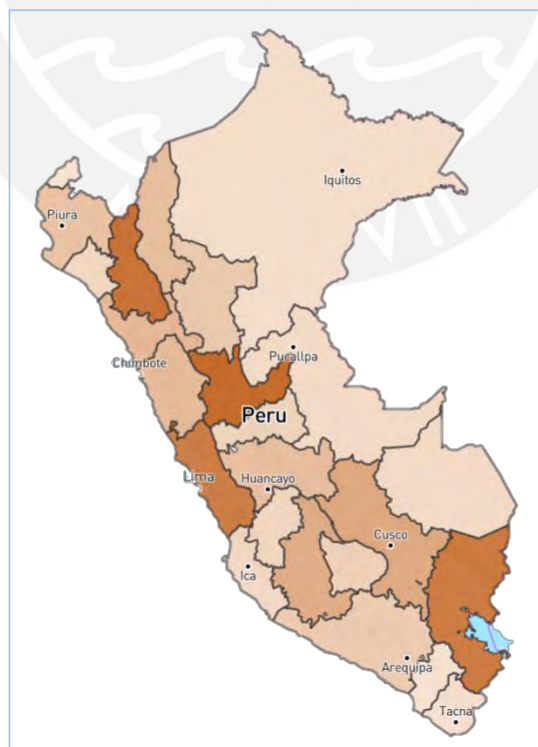 Iquitos
Piura
Pucallpa
Chimbote
Peru
Lima
Huancayo
Cusco
Ica
Arequipa
Tacna